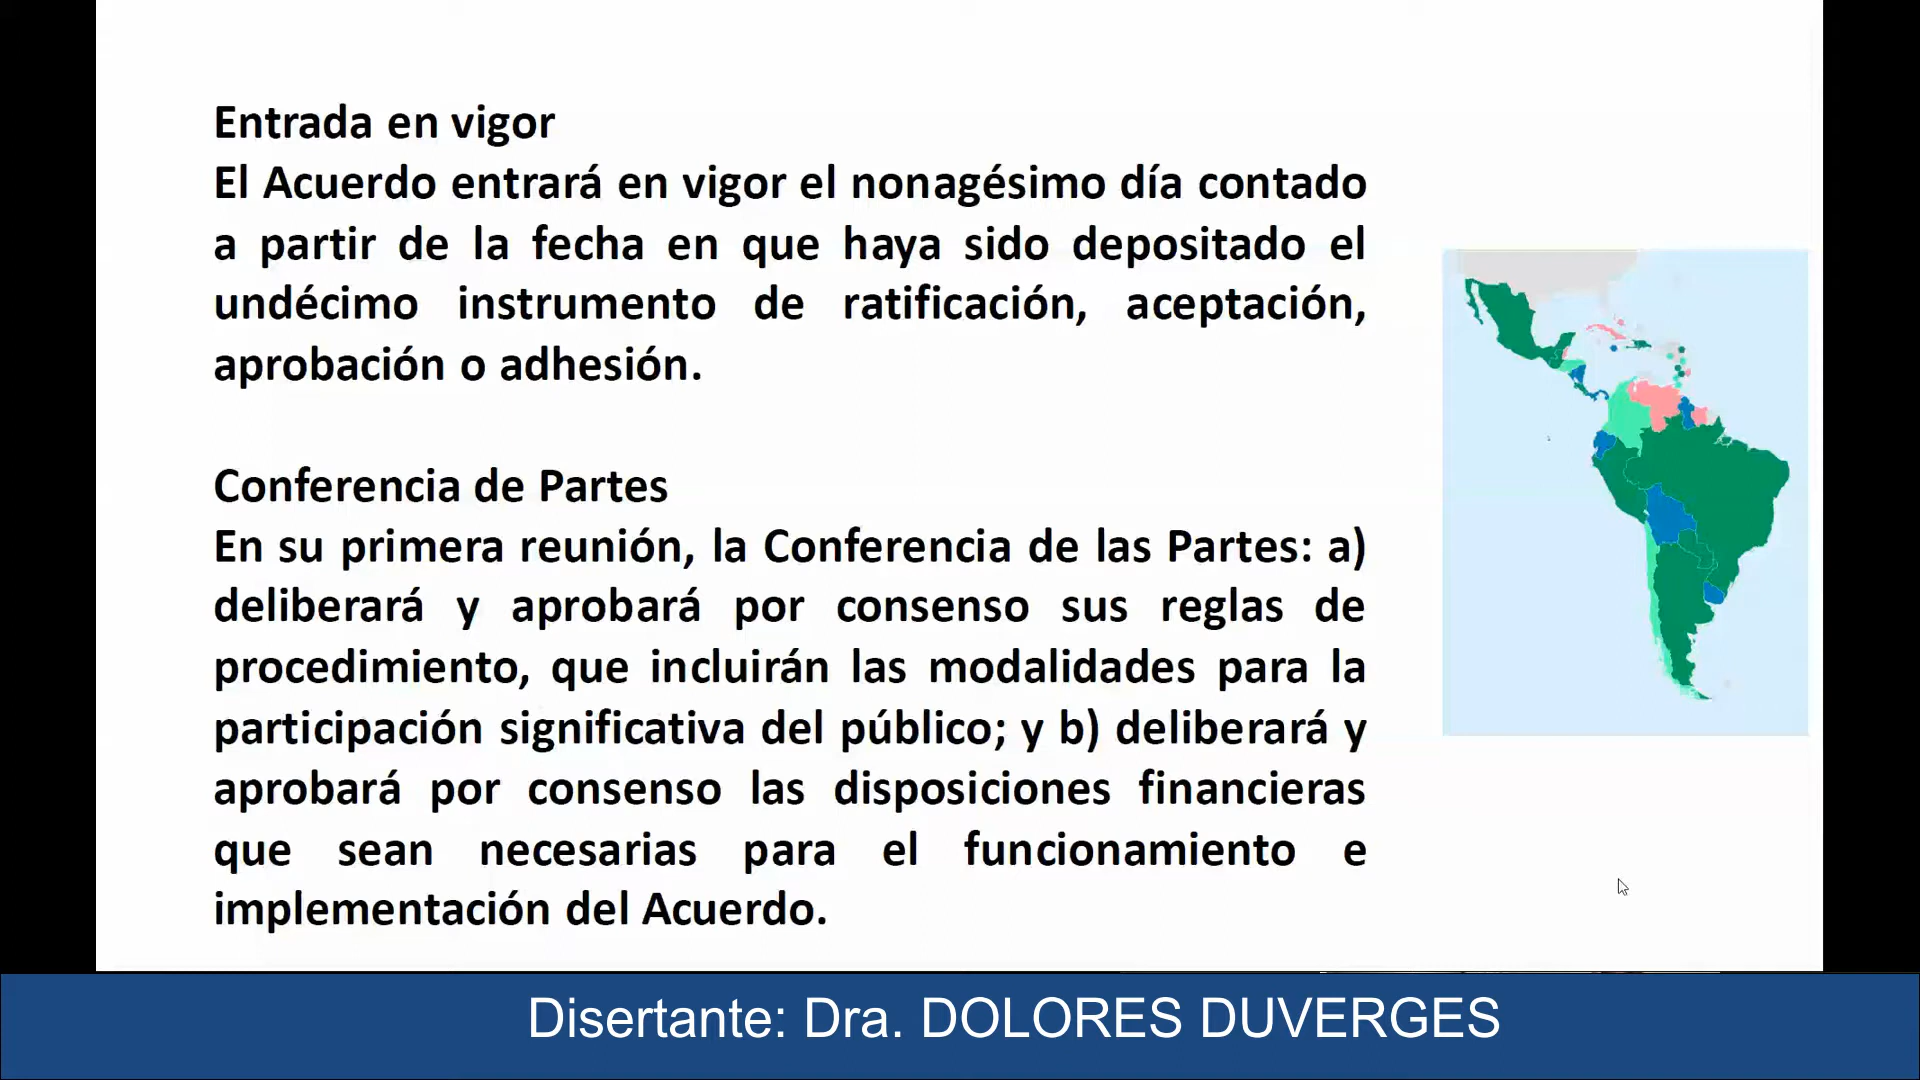 Entrada en vigor
El Acuerdo entrará en vigor el nonagésimo día contado
a partir de la fecha en que haya sido depositado el
undécimo instrumento de ratificación, aceptación,
aprobación o adhesión.
Conferencia de Partes
En su primera reunión, la Conferencia de las Partes: a)
deliberará y aprobará por consenso sus reglas de
procedimiento, que incluirán las modalidades para la
participación significativa del público; y b) deliberará y
aprobará por consenso las disposiciones financieras
que sean necesarias para el funcionamiento e
implementación del Acuerdo.
Disertante: Dra. DOLORES DUVERGES